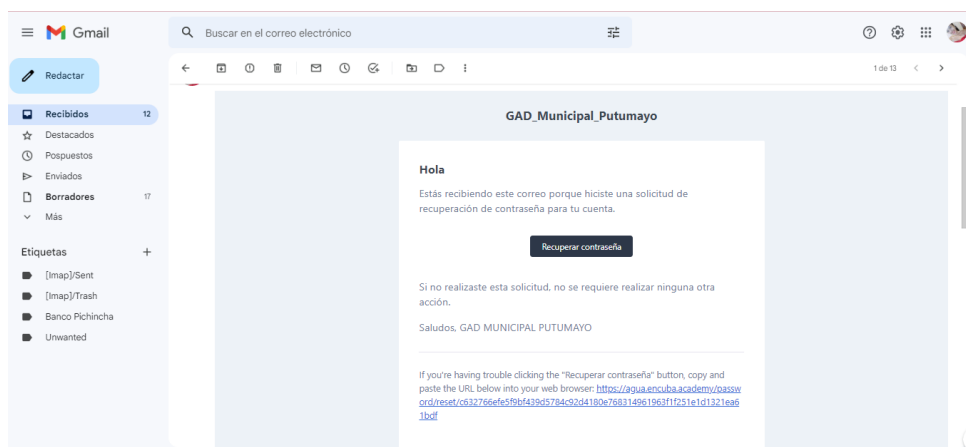 Gmail
Buscar en el correo electrónico
Redactar
1 de 13
Recibidos 12
Destacados
Pospuestos
Enviados
Borradores 17
Más
Etiquetas
[Imap]/Sent
[Imap]/Trash
Banco Pichincha
Unwanted
GAD_Municipal_Putumayo
Hola
Estás recibiendo este correo porque hiciste una solicitud de
recuperación de contraseña para tu cuenta.
Recuperar contraseña
Si no realizaste esta solicitud, no se requiere realizar ninguna otra
acción.
Saludos, GAD MUNICIPAL PUTUMAYO
If you're having trouble clicking the "Recuperar contraseña" button, copy and
paste the URL below into your web browser: https://agua.encuba.academy/passw
ord/reset/c632766efe5f9bf439d5784c92d4180e768314961963f1f251e1d1321ea6
1bdf